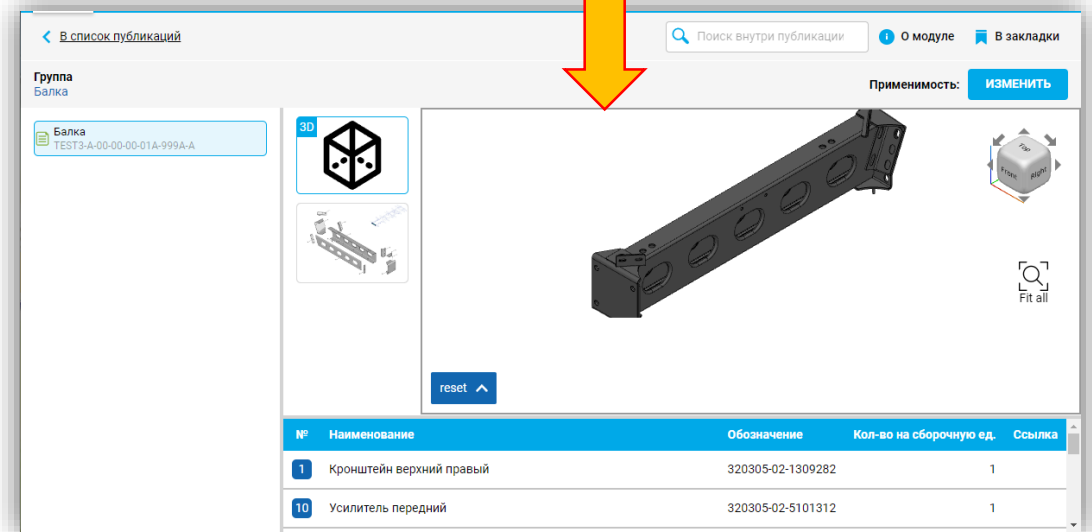 В список публикаций
Поиск внутри публикации
О модуле
В закладки
Группа
Балка
Применимость:
ИЗМЕНИТЬ
Балка
TEST3-A-00-00-00-01A-999A-A
3D
Top
Front
Right
Fit all
reset
№ Наименование Обозначение Кол-во на сборочную ед. Ссылка
1 Кронштейн верхний правый 320305-02-1309282 1
10 Усилитель передний 320305-02-5101312 1